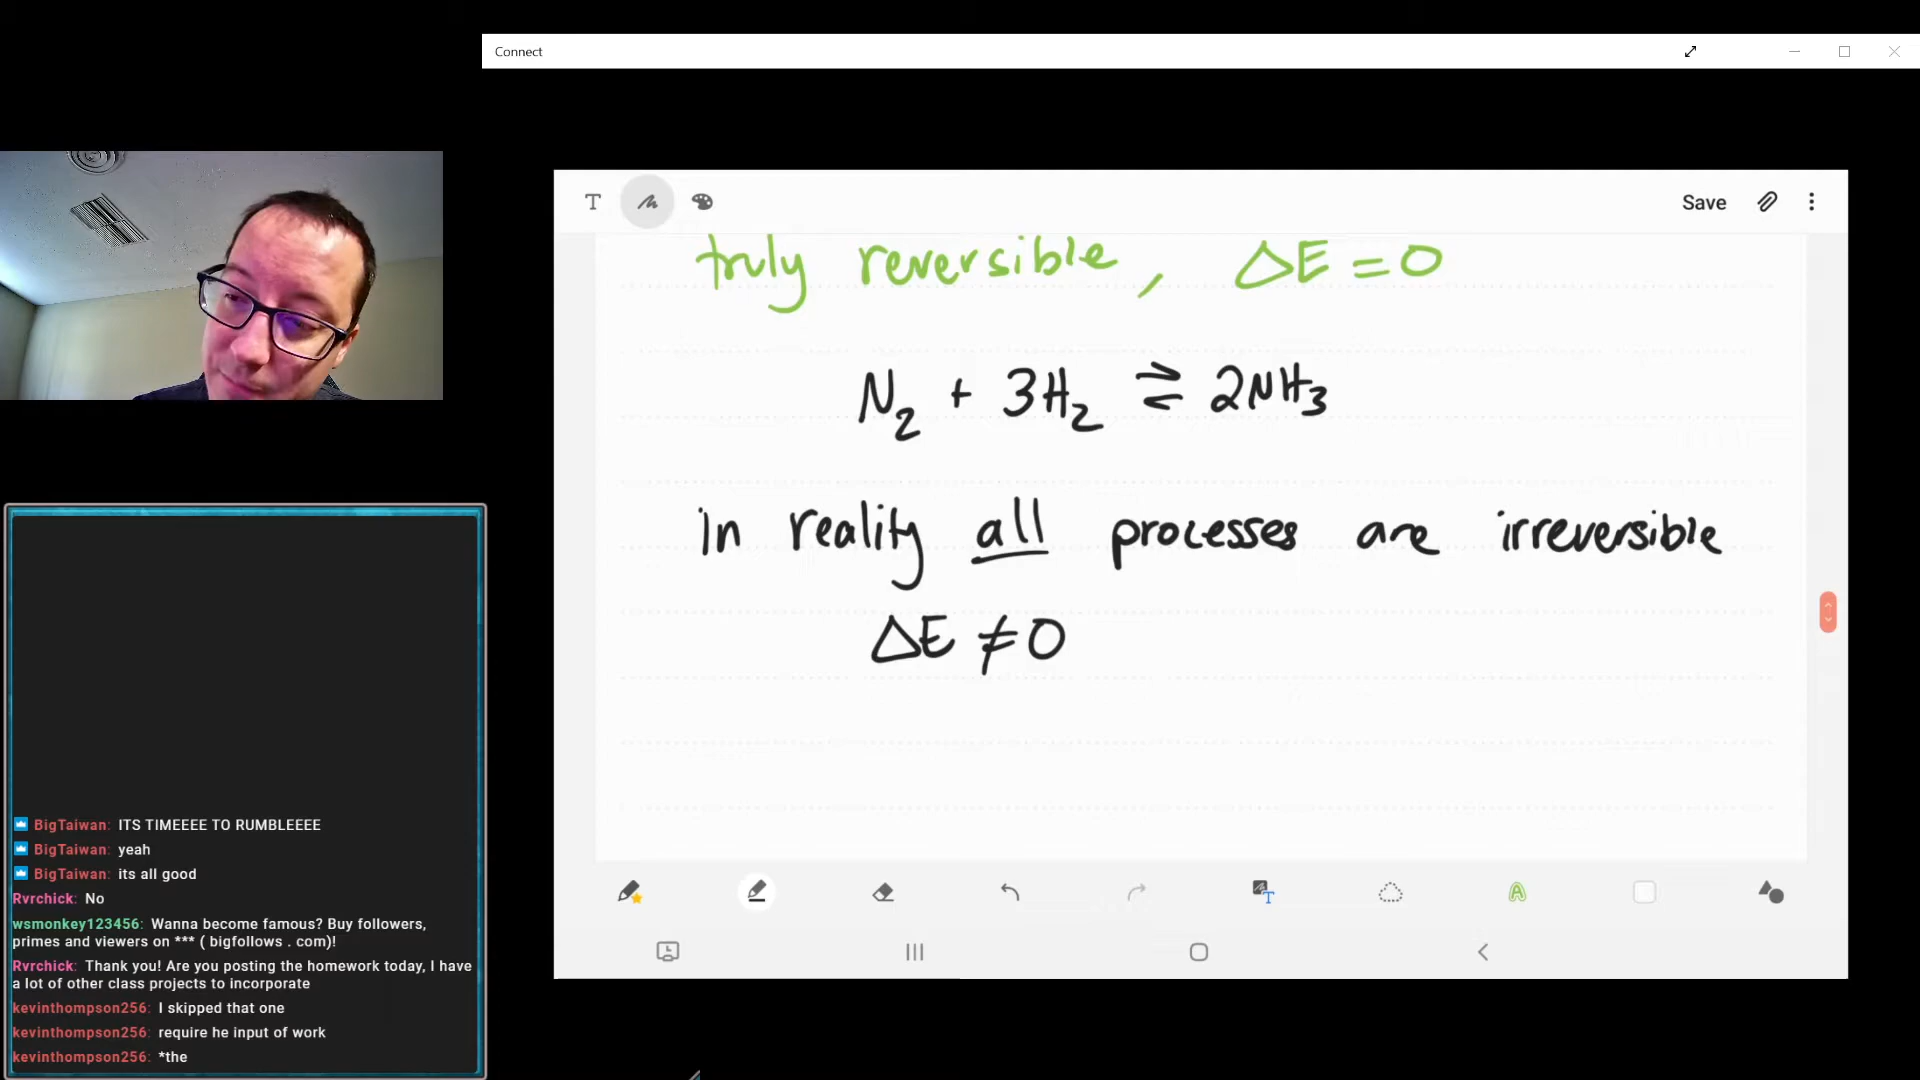 Connect
Save
truly reversible, ΔE = 0
N₂ + 3H₂ ⇌ 2NH₃
in reality all processes are irreversible
ΔE ≠ 0
BigTaiwan: ITS TIMEEEE TO RUMBLEEEE
BigTaiwan: yeah
BigTaiwan: its all good
Rvrchick: No
wsmonkey123456: Wanna become famous? Buy followers,
primes and viewers on *** ( bigfollows . com)!
Rvrchick: Thank you! Are you posting the homework today, I have
a lot of other class projects to incorporate
kevinthompson256: I skipped that one
kevinthompson256: require he input of work
kevinthompson256: *the